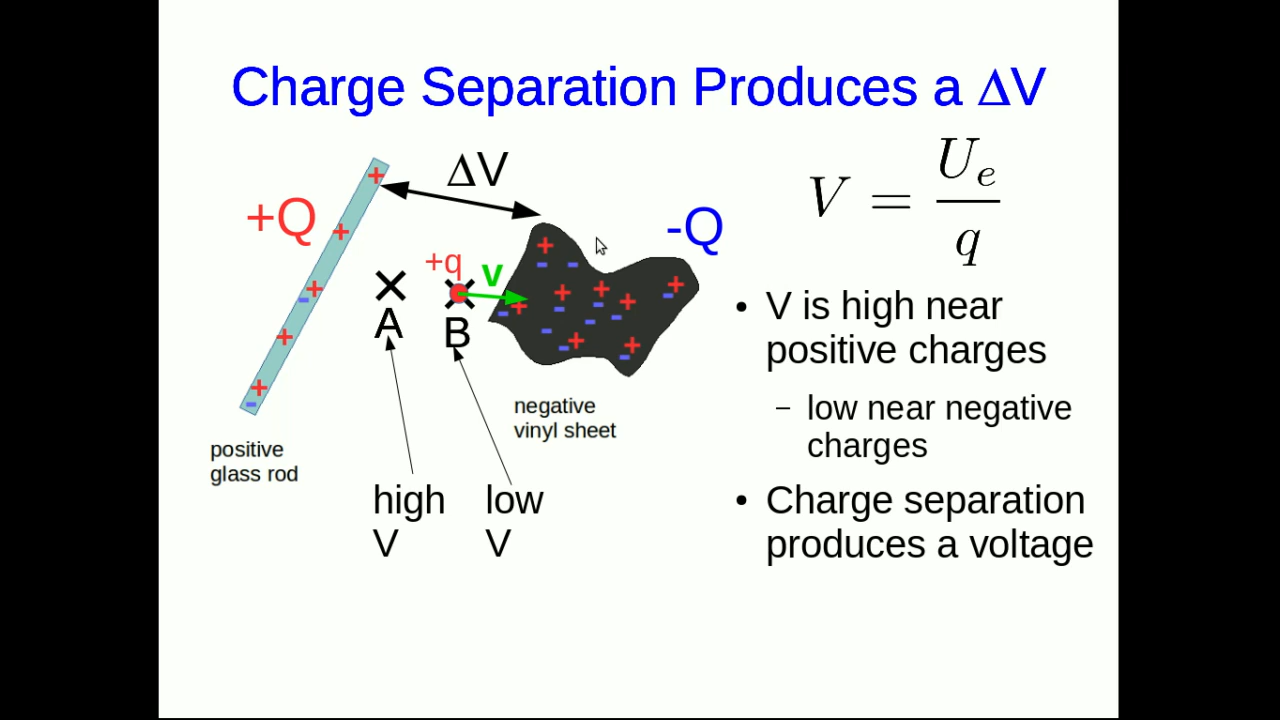 Charge Separation Produces a ΔV
ΔV
+Q
-Q
+q
v
A
B
V = U_e / q
positive
glass rod
negative
vinyl sheet
high
V
low
V
• V is high near
positive charges
– low near negative
charges
• Charge separation
produces a voltage